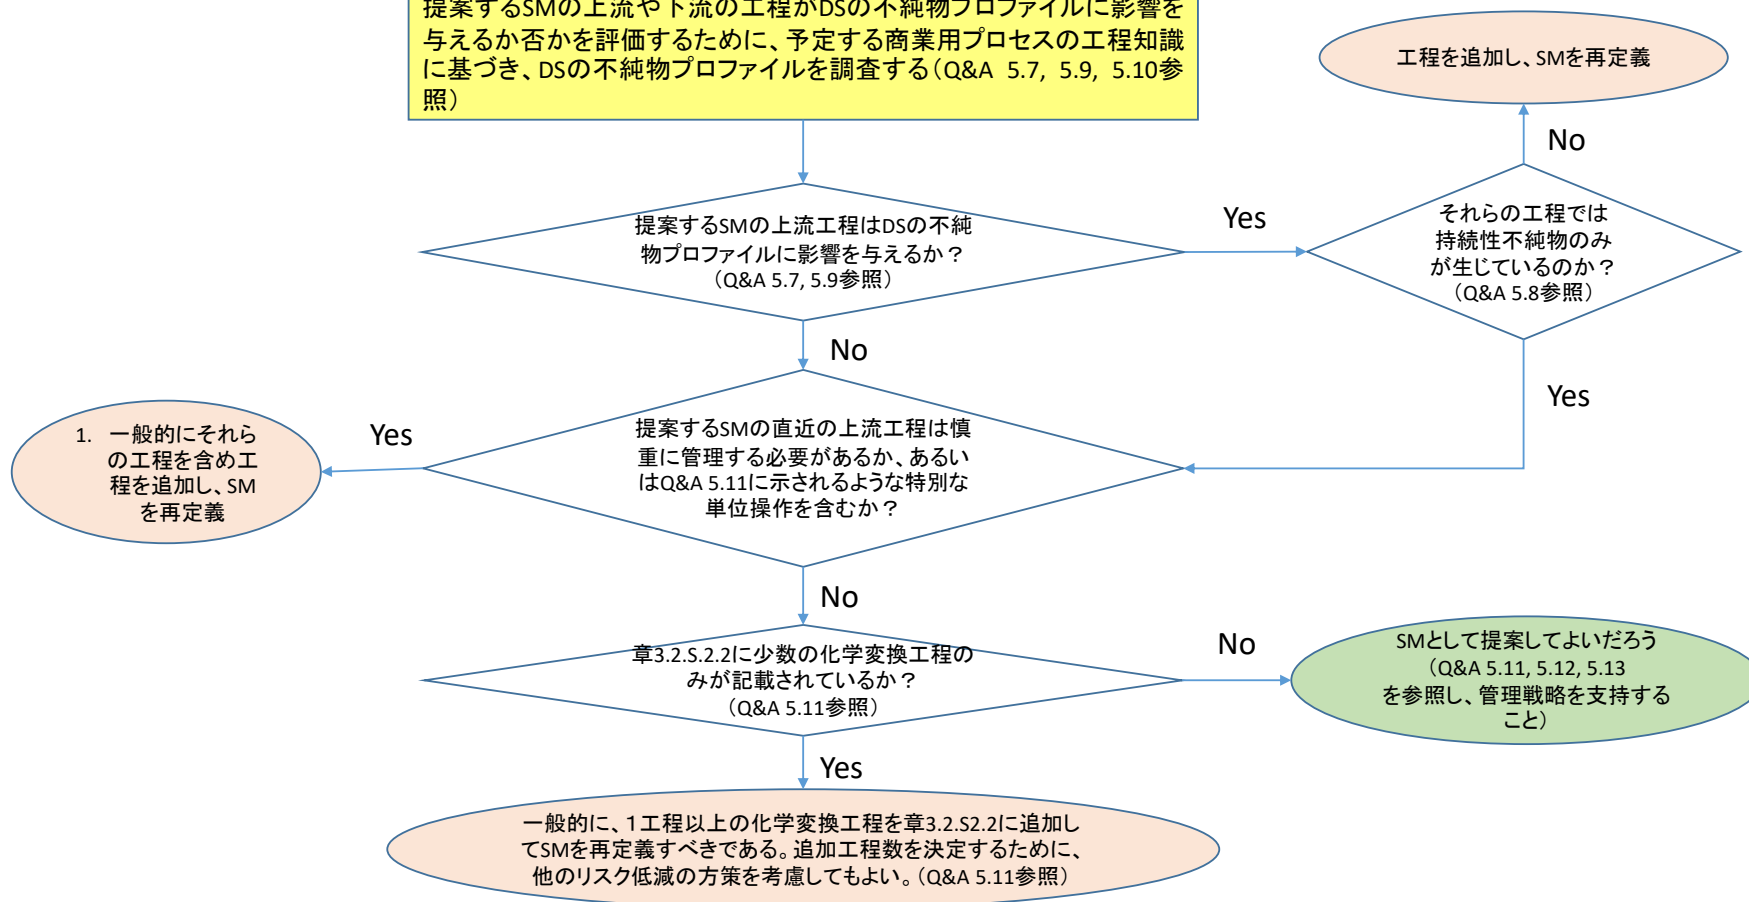 提案するSMの上流や下流の工程がDSの不純物プロファイルに影響を
与えるか否かを評価するために、予定する商業用プロセスの工程知識
に基づき、DSの不純物プロファイルを調査する（Q&A 5.7, 5.9, 5.10参
照）
工程を追加し、SMを再定義
No
提案するSMの上流工程はDSの不純
物プロファイルに影響を与えるか？
（Q&A 5.7, 5.9参照）
Yes
それらの工程では
持続性不純物のみ
が生じているのか？
（Q&A 5.8参照）
No
Yes
提案するSMの直近の上流工程は慎
重に管理する必要があるか、あるい
はQ&A 5.11に示されるような特別な
単位操作を含むか？
Yes
1. 一般的にそれら
の工程を含め工
程を追加し、SM
を再定義
No
章3.2.S.2.2に少数の化学変換工程の
みが記載されているか？
（Q&A 5.11参照）
No
SMとして提案してよいだろう
（Q&A 5.11, 5.12, 5.13
を参照し、管理戦略を支持する
こと）
Yes
一般的に、１工程以上の化学変換工程を章3.2.S2.2に追加し
てSMを再定義すべきである。追加工程数を決定するために、
他のリスク低減の方策を考慮してもよい。（Q&A 5.11参照）